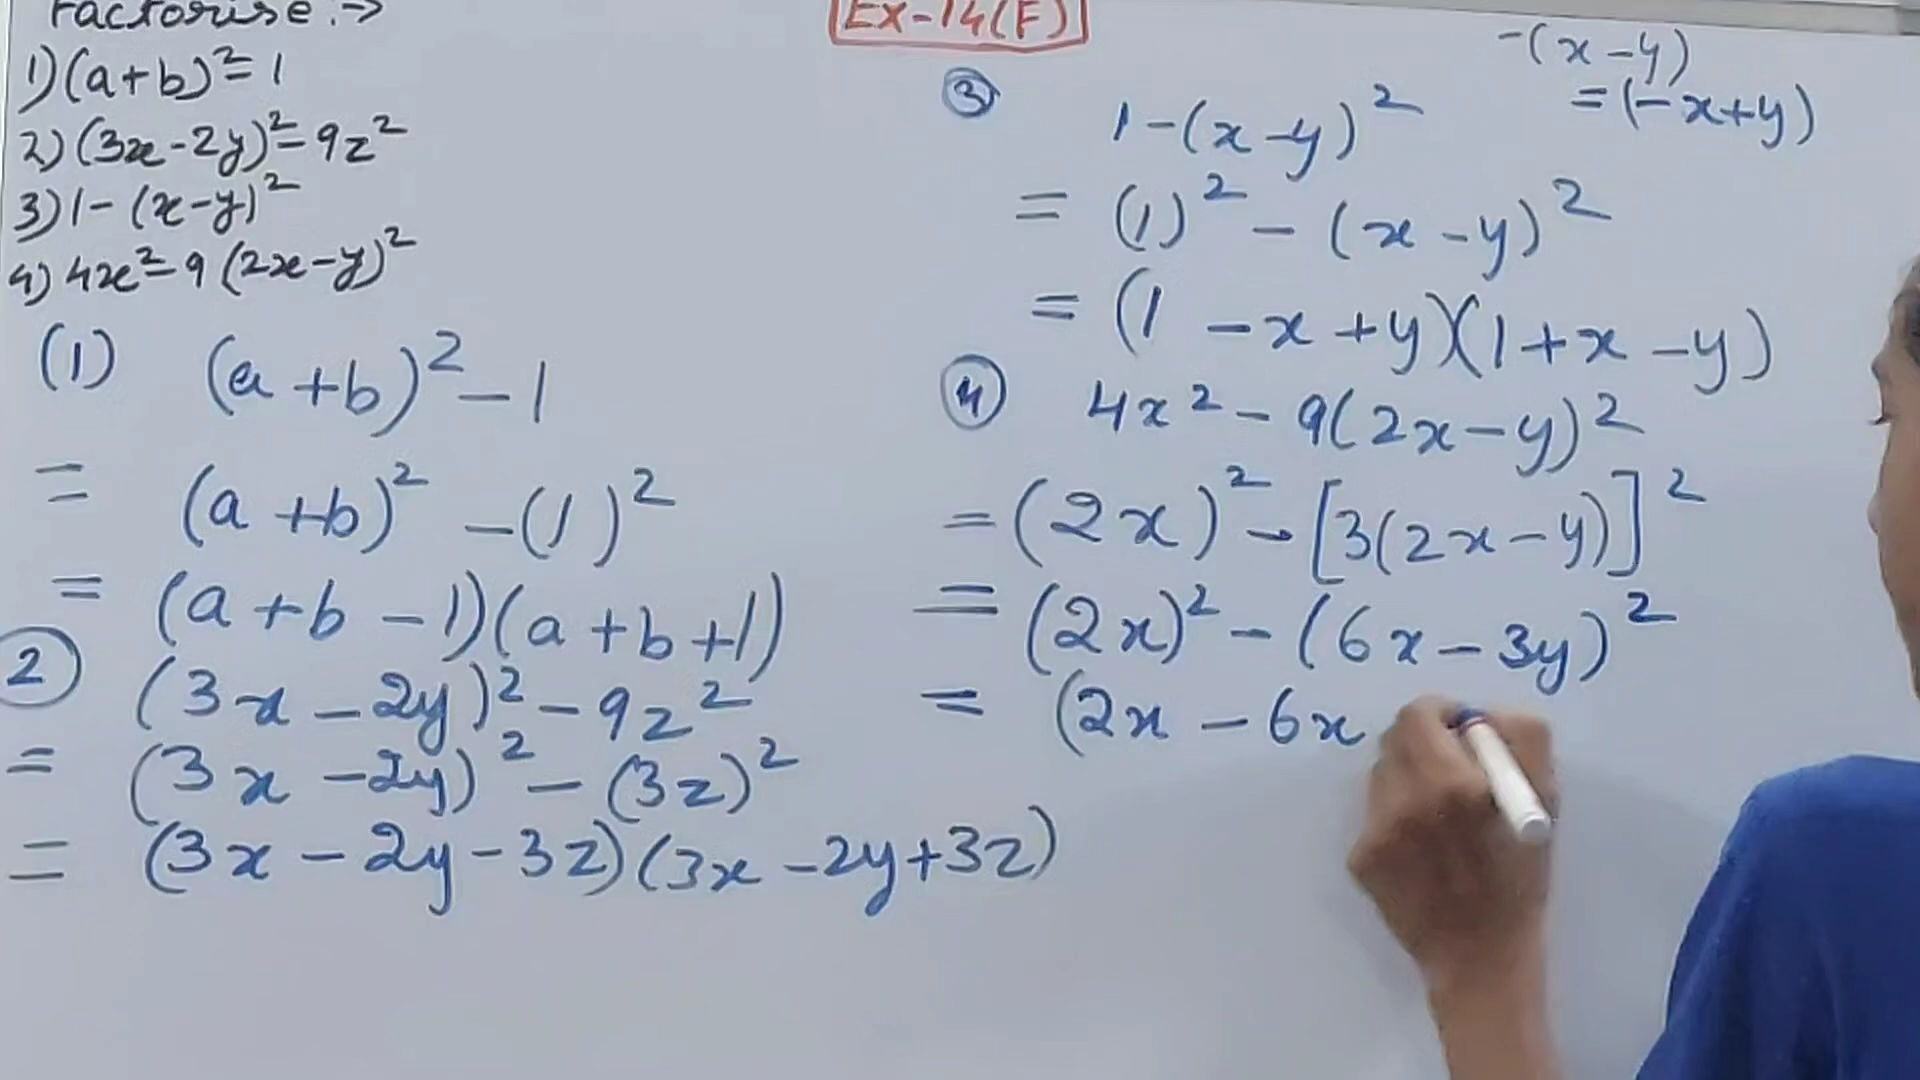 Factorise :→
1) (a+b)² = 1
2) (3x-2y)² = 9z²
3) 1 - (x-y)²
4) 4x² - 9 (2x-y)²
(1) (a+b)² - 1
= (a+b)² - (1)²
= (a+b-1)(a+b+1)
2 (3x-2y)² - 9z²
= (3x-2y)² - (3z)²
= (3x-2y-3z)(3x-2y+3z)
Ex-14(F)
3 1-(x-y)²
= (1)² - (x-y)²
= (1 -x+y)(1+x-y)
4 4x² - 9(2x-y)²
= (2x)² - [3(2x-y)]²
= (2x)² - (6x-3y)²
= (2x - 6x
-(x-y)
= (-x+y)